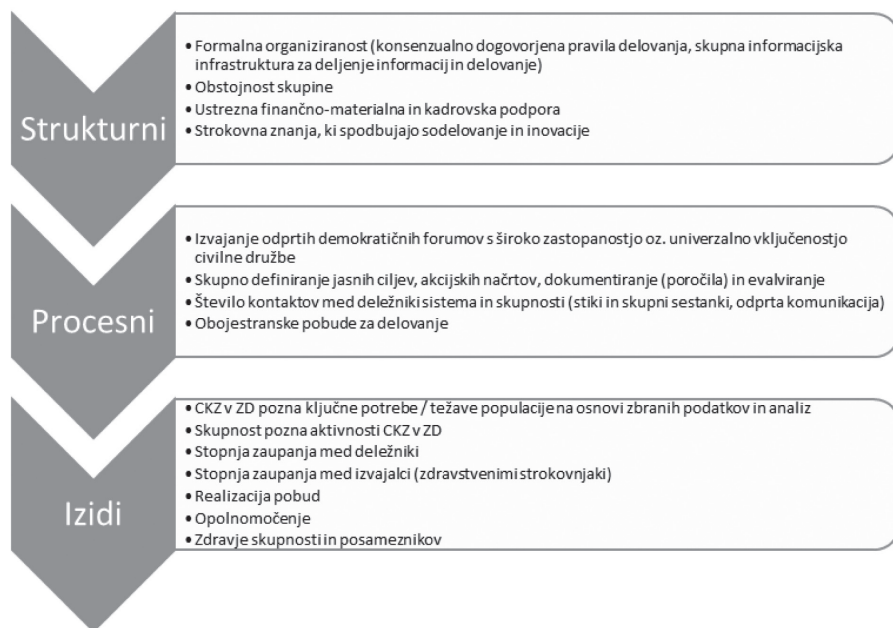 Strukturni
• Formalna organiziranost (konsenzualno dogovorjena pravila delovanja, skupna informacijska
infrastruktura za deljenje informacij in delovanje)
• Obstojnost skupine
• Ustrezna finančno-materialna in kadrovska podpora
• Strokovna znanja, ki spodbujajo sodelovanje in inovacije
Procesni
• Izvajanje odprtih demokratičnih forumov s široko zastopanostjo oz. univerzalno vključenostjo
civilne družbe
• Skupno definiranje jasnih ciljev, akcijskih načrtov, dokumentiranje (poročila) in evalviranje
• Število kontaktov med deležniki sistema in skupnosti (stiki in skupni sestanki, odprta komunikacija)
• Obojestranske pobude za delovanje
Izidi
• CKZ v ZD pozna ključne potrebe / težave populacije na osnovi zbranih podatkov in analiz
• Skupnost pozna aktivnosti CKZ v ZD
• Stopnja zaupanja med deležniki
• Stopnja zaupanja med izvajalci (zdravstvenimi strokovnjaki)
• Realizacija pobud
• Opolnomočenje
• Zdravje skupnosti in posameznikov